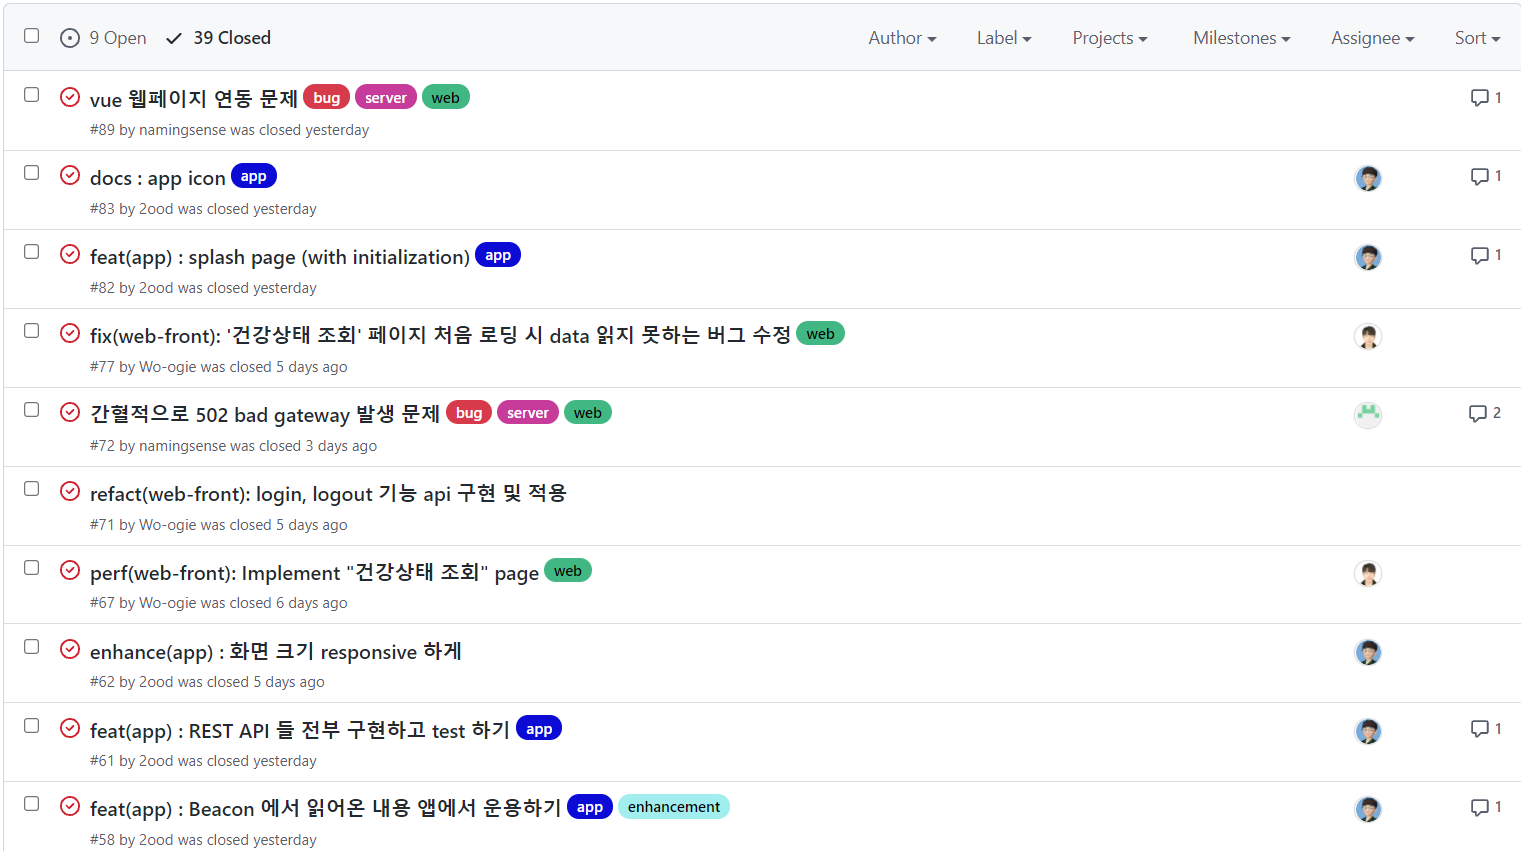 9 Open 39 Closed Author Label Projects Milestones Assignee Sort
vue 웹페이지 연동 문제 bug server web 1
#89 by namingsense was closed yesterday
docs : app icon app 1
#83 by 2ood was closed yesterday
feat(app) : splash page (with initialization) app 1
#82 by 2ood was closed yesterday
fix(web-front): '건강상태 조회' 페이지 처음 로딩 시 data 읽지 못하는 버그 수정 web
#77 by Wo-ogie was closed 5 days ago
간혈적으로 502 bad gateway 발생 문제 bug server web 2
#72 by namingsense was closed 3 days ago
refact(web-front): login, logout 기능 api 구현 및 적용
#71 by Wo-ogie was closed 5 days ago
perf(web-front): Implement "건강상태 조회" page web
#67 by Wo-ogie was closed 6 days ago
enhance(app) : 화면 크기 responsive 하게
#62 by 2ood was closed 5 days ago
feat(app) : REST API 들 전부 구현하고 test 하기 app 1
#61 by 2ood was closed yesterday
feat(app) : Beacon 에서 읽어온 내용 앱에서 운용하기 app enhancement 1
#58 by 2ood was closed yesterday